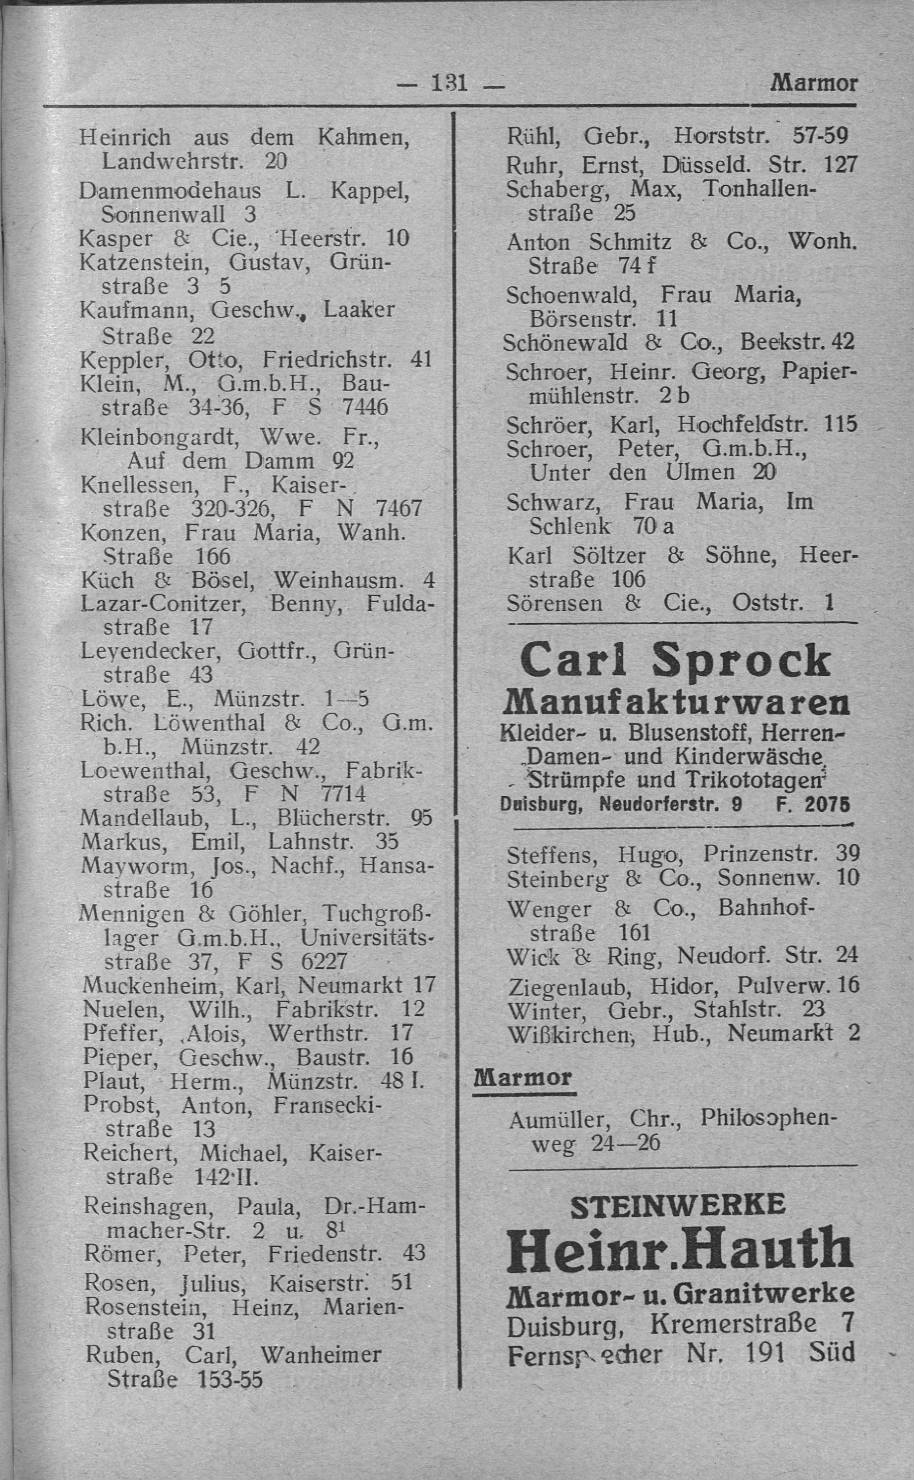 — 131 —
Marmor
Heinrich aus dem Kahmen,
Landwehrstr. 20
Damenmodehaus L. Kappel,
Sonnenwall 3
Kasper & Cie., Heerstr. 10
Katzenstein, Gustav, Grün-
straße 3 5
Kaufmann, Geschw., Laaker
Straße 22
Keppler, Otto, Friedrichstr. 41
Klein, M., G.m.b.H., Bau-
straße 34-36, F S 7446
Kleinbongardt, Wwe. Fr.,
Auf dem Damm 92
Knellessen, F., Kaiser-
straße 320-326, F N 7467
Konzen, Frau Maria, Wanh.
Straße 166
Küch & Bösel, Weinhausm. 4
Lazar-Conitzer, Benny, Fulda-
straße 17
Leyendecker, Gottfr., Grün-
straße 43
Löwe, E., Münzstr. 1—5
Rich. Löwenthal & Co., G.m.
b.H., Münzstr. 42
Loewenthal, Geschw., Fabrik-
straße 53, F N 7714
Mandellaub, L., Blücherstr. 95
Markus, Emil, Lahnstr. 35
Mayworm, Jos., Nachf., Hansa-
straße 16
Mennigen & Göhler, Tuchgroß-
lager G.m.b.H., Universitäts-
straße 37, F S 6227
Muckenheim, Karl, Neumarkt 17
Nuelen, Wilh., Fabrikstr. 12
Pfeffer, Alois, Werthstr. 17
Pieper, Geschw., Baustr. 16
Plaut, Herm., Münzstr. 48 I.
Probst, Anton, Fransecki-
straße 13
Reichert, Michael, Kaiser-
straße 142 II.
Reinshagen, Paula, Dr.-Ham-
macher-Str. 2 u. 8¹
Römer, Peter, Friedenstr. 43
Rosen, Julius, Kaiserstr. 51
Rosenstein, Heinz, Marien-
straße 31
Ruben, Carl, Wanheimer
Straße 153-55
Rühl, Gebr., Horststr. 57-59
Ruhr, Ernst, Düsseld. Str. 127
Schaberg, Max, Tonhallen-
straße 25
Anton Schmitz & Co., Wonh.
Straße 74 f
Schoenwald, Frau Maria,
Börsenstr. 11
Schönewald & Co., Beekstr. 42
Schroer, Heinr. Georg, Papier-
mühlenstr. 2 b
Schröer, Karl, Hochfeldstr. 115
Schroer, Peter, G.m.b.H.,
Unter den Ulmen 20
Schwarz, Frau Maria, Im
Schlenk 70 a
Karl Söltzer & Söhne, Heer-
straße 106
Sörensen & Cie., Oststr. 1
Carl Sprock
Manufakturwaren
Kleider- u. Blusenstoff, Herren-
Damen- und Kinderwäsche,
Strümpfe und Trikototagen
Duisburg, Neudorferstr. 9 F. 2075
Steffens, Hugo, Prinzenstr. 39
Steinberg & Co., Sonnenw. 10
Wenger & Co., Bahnhof-
straße 161
Wick & Ring, Neudorf. Str. 24
Ziegenlaub, Hidor, Pulverw. 16
Winter, Gebr., Stahlstr. 23
Wißkirchen, Hub., Neumarkt 2
Marmor
Aumüller, Chr., Philosophen-
weg 24—26
STEINWERKE
Heinr.Hauth
Marmor- u. Granitwerke
Duisburg, Kremerstraße 7
Fernsprecher Nr. 191 Süd